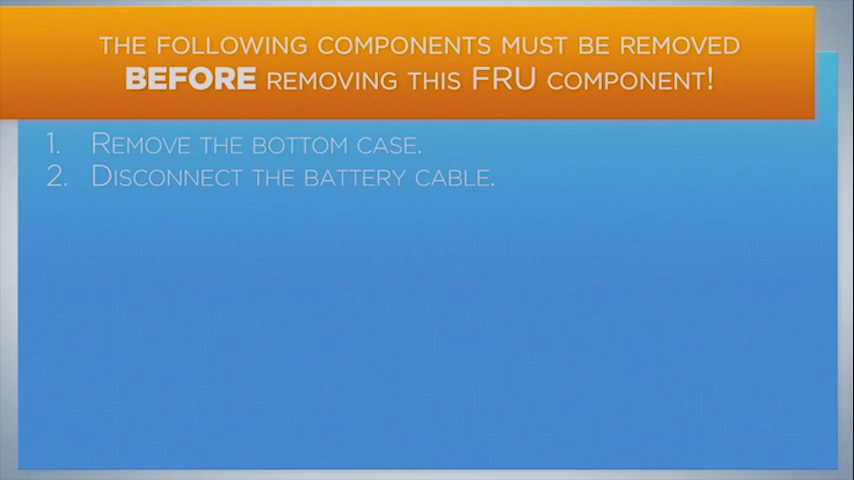 THE FOLLOWING COMPONENTS MUST BE REMOVED
BEFORE REMOVING THIS FRU COMPONENT!
1. REMOVE THE BOTTOM CASE.
2. DISCONNECT THE BATTERY CABLE.